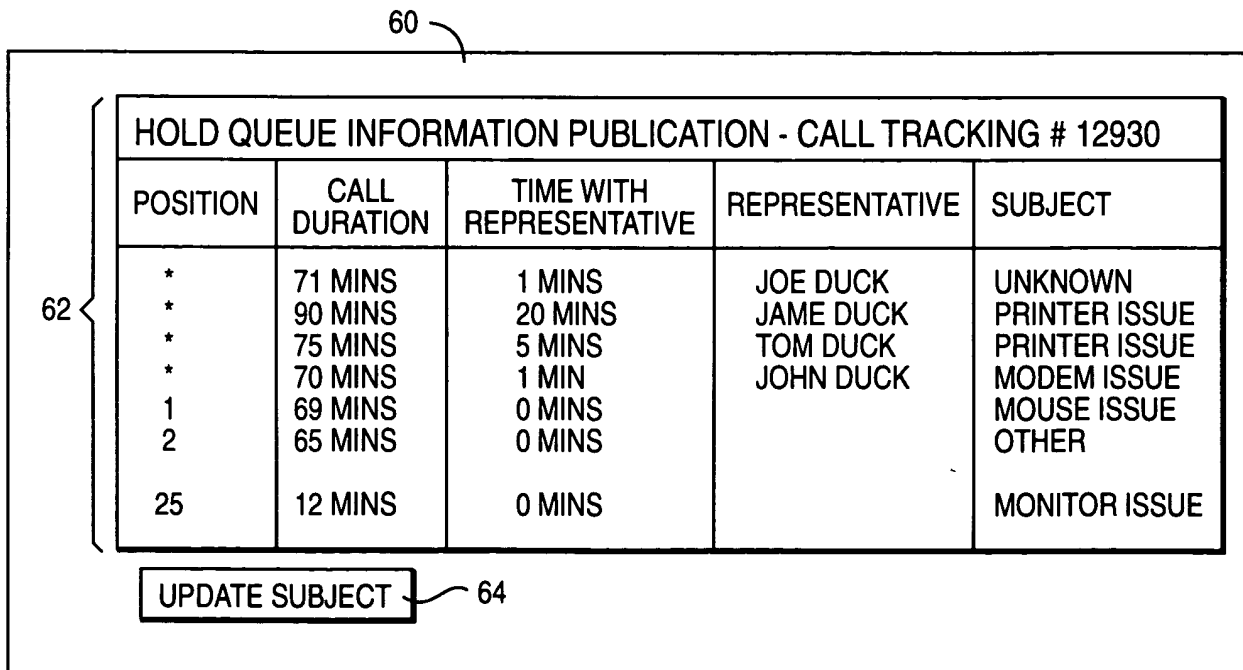 60
HOLD QUEUE INFORMATION PUBLICATION - CALL TRACKING # 12930
POSITION CALL DURATION TIME WITH REPRESENTATIVE REPRESENTATIVE SUBJECT
* 71 MINS 1 MINS JOE DUCK UNKNOWN
62 * 90 MINS 20 MINS JAME DUCK PRINTER ISSUE
* 75 MINS 5 MINS TOM DUCK PRINTER ISSUE
* 70 MINS 1 MIN JOHN DUCK MODEM ISSUE
1 69 MINS 0 MINS MOUSE ISSUE
2 65 MINS 0 MINS OTHER
25 12 MINS 0 MINS MONITOR ISSUE
UPDATE SUBJECT 64